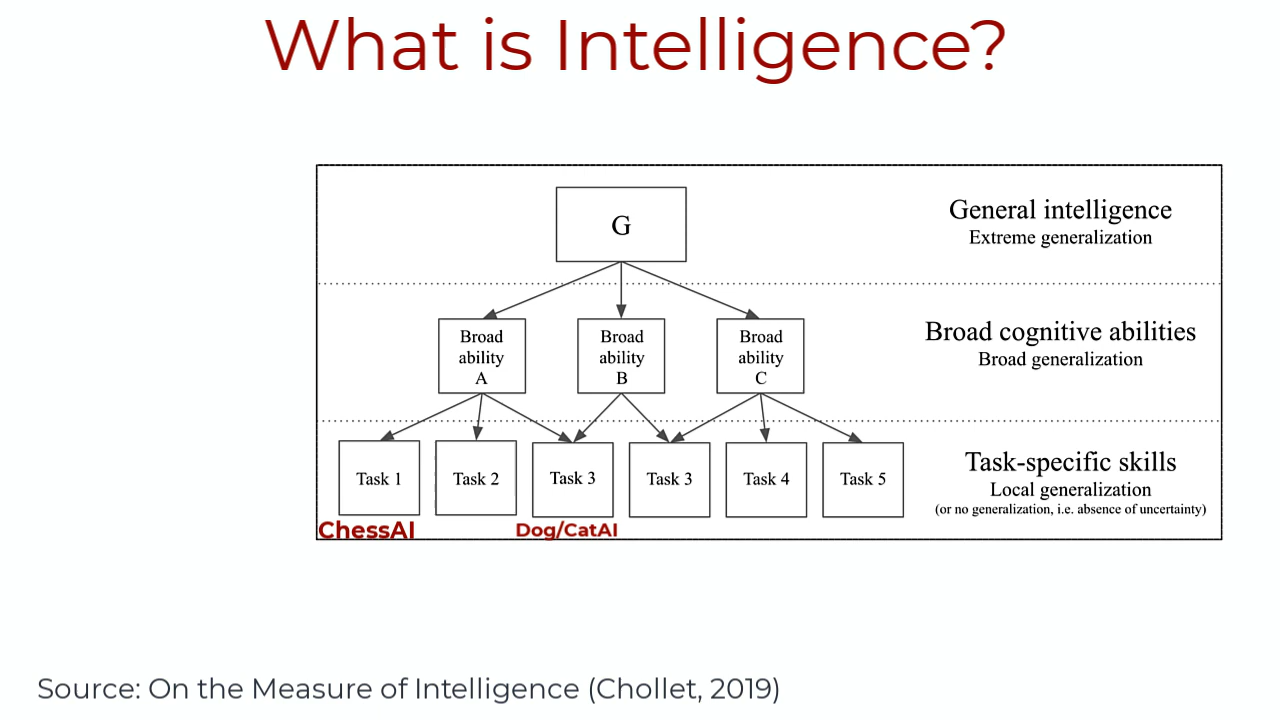 What is Intelligence?
G
General intelligence
Extreme generalization
Broad
ability
A
Broad
ability
B
Broad
ability
C
Broad cognitive abilities
Broad generalization
Task 1
Task 2
Task 3
Task 3
Task 4
Task 5
Task-specific skills
Local generalization
(or no generalization, i.e. absence of uncertainty)
ChessAI
Dog/CatAI
Source: On the Measure of Intelligence (Chollet, 2019)